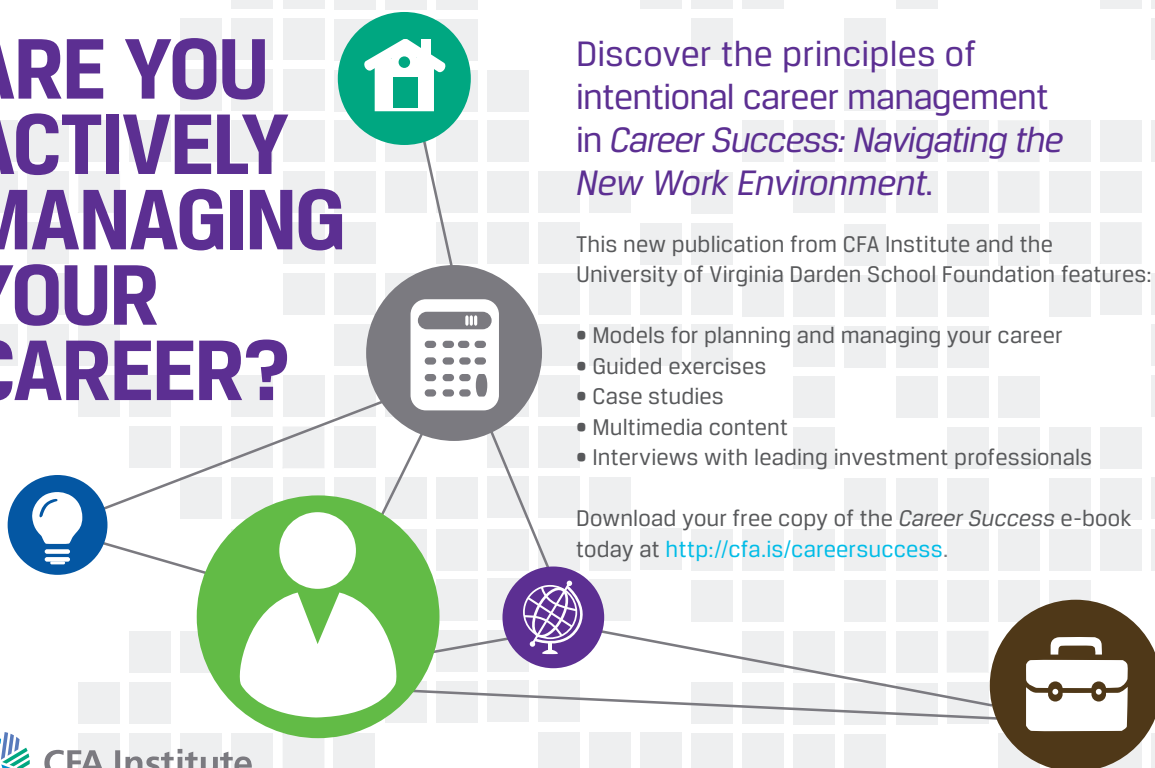 ARE YOU
ACTIVELY
MANAGING
YOUR
CAREER?
Discover the principles of
intentional career management
in Career Success: Navigating the
New Work Environment.
This new publication from CFA Institute and the
University of Virginia Darden School Foundation features:
• Models for planning and managing your career
• Guided exercises
• Case studies
• Multimedia content
• Interviews with leading investment professionals
Download your free copy of the Career Success e-book
today at http://cfa.is/careersuccess.
CFA Institute